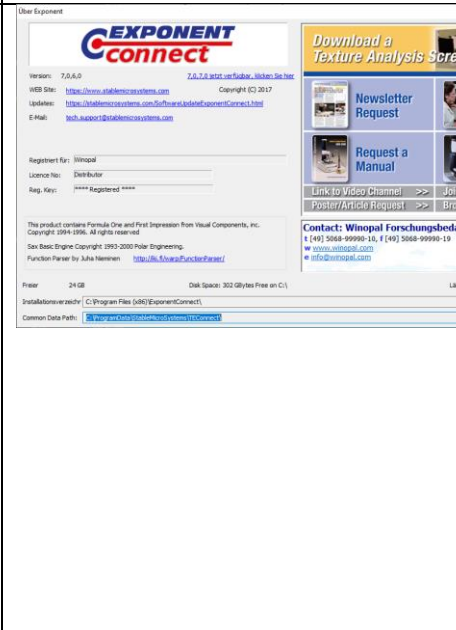 Über Exponent
EXPONENT
connect
Version: 7,0,6,0 7,0,7,0 jetzt verfügbar, klicken Sie hier
WEB Site: https://www.stablemicrosystems.com Copyright (C) 2017
Updates: https://stablemicrosystems.com/SoftwareUpdateExponentConnect.html
E-Mail: tech.support@stablemicrosystems.com
Registriert für: Winopal
Licence No: Distributor
Reg. Key: **** Registered ****
This product contains Formula One and First Impression from Visual Components, inc.
Copyright 1994-1996. All rights reserved
Sax Basic Engine Copyright 1993-2000 Polar Engineering.
Function Parser by Juha Nieminen http://iki.fi/warp/FunctionParser/
Freier 24 GB Disk Space: 302 GBytes Free on C:\
Installationsverzeichr C:\Program Files (x86)\ExponentConnect\
Common Data Path: C:\ProgramData\StableMicroSystems\TEConnect\
Download a
Texture Analysis Scre
Newsletter
Request
Request a
Manual
Link to Video Channel >> Joi
Poster/Article Request >> Bro
Contact: Winopal Forschungsbeda
t [49] 5068-99990-10, f [49] 5068-99990-19
w www.winopal.com
e info@winopal.com